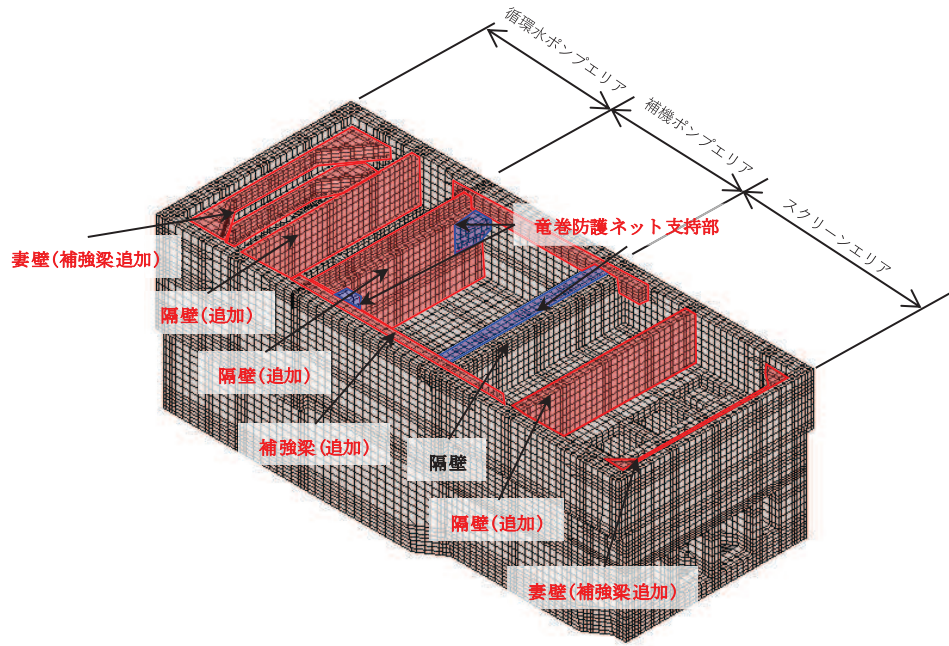 循環水ポンプエリア
補機ポンプエリア
スクリーンエリア
竜巻防護ネット支持部
妻壁(補強梁追加)
隔壁(追加)
隔壁(追加)
補強梁(追加)
隔壁
隔壁(追加)
妻壁(補強梁追加)